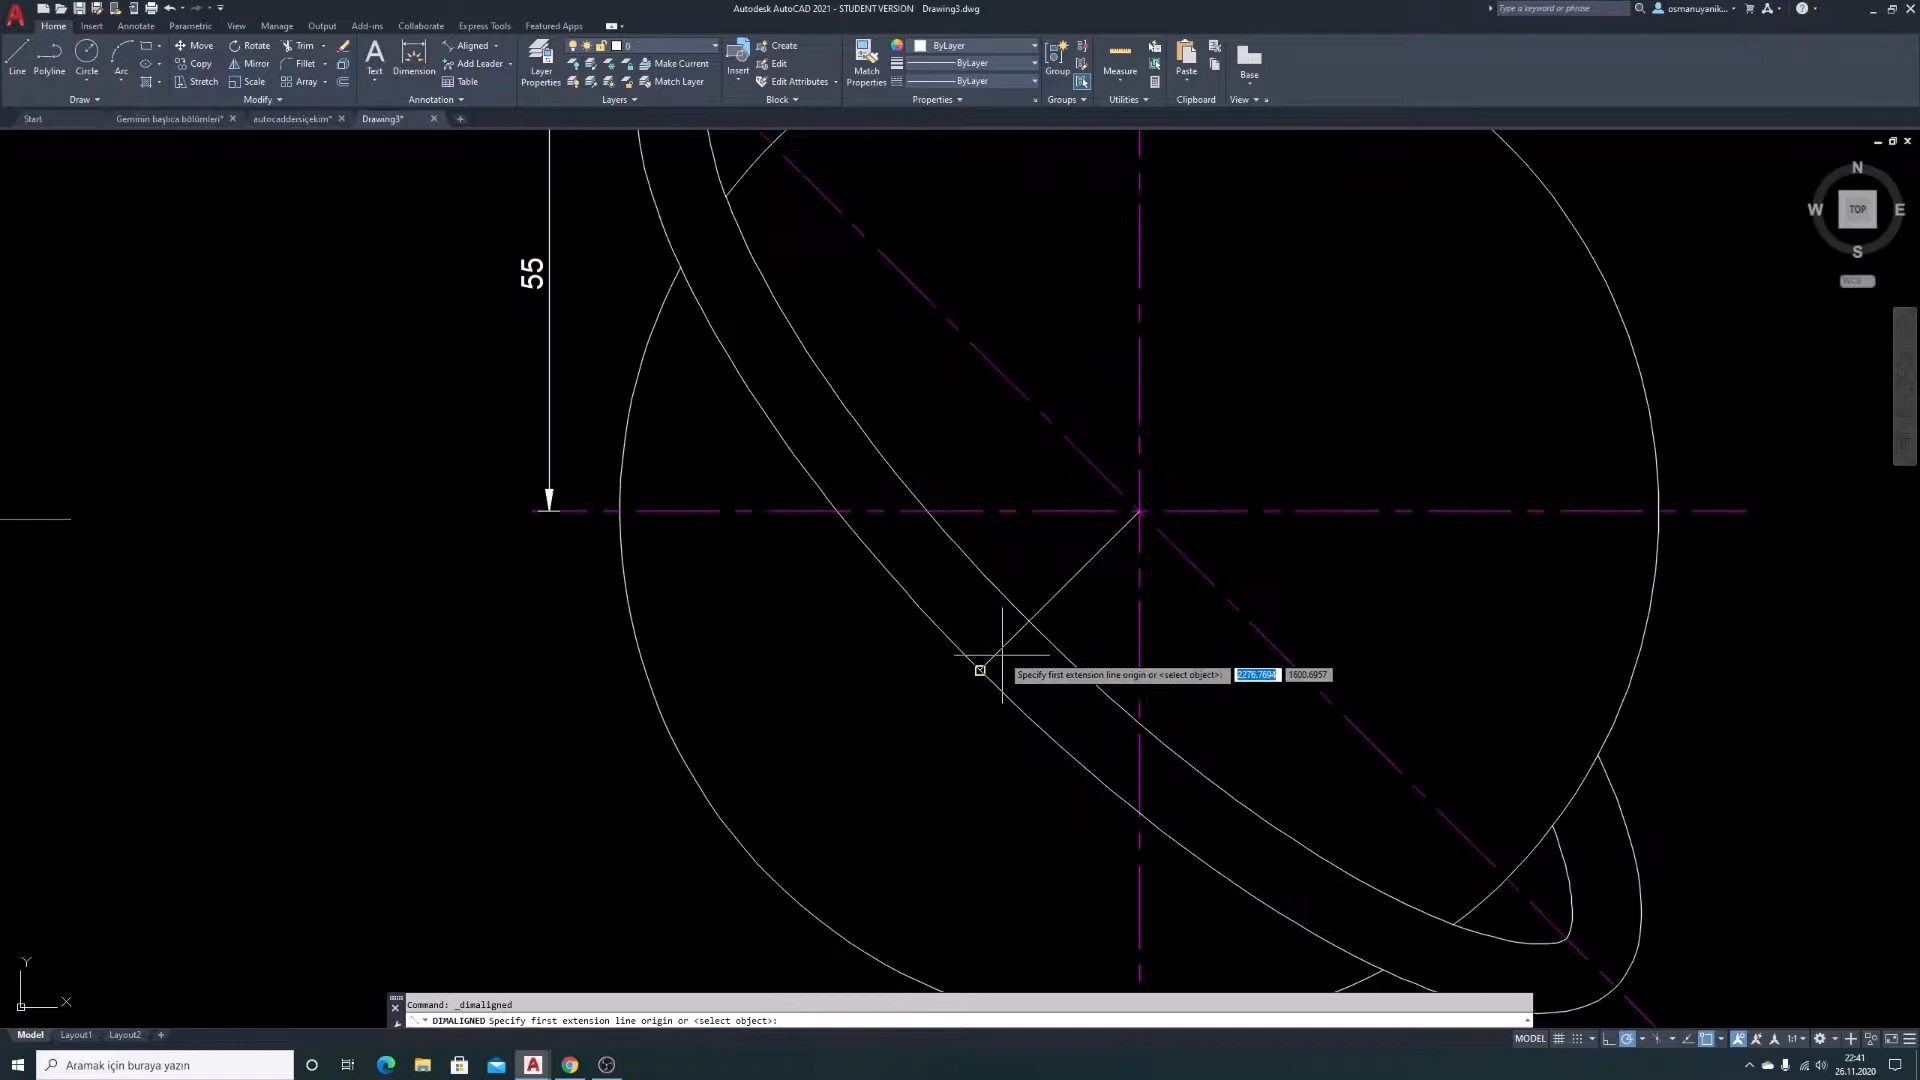 Autodesk AutoCAD 2021 - STUDENT VERSION Drawing3.dwg
Type a keyword or phrase
osmanuyanik...
Home Insert Annotate Parametric View Manage Output Add-ins Collaborate Express Tools Featured Apps
Line Polyline Circle Arc
Move Rotate Trim
Copy Mirror Fillet
Stretch Scale Array
Text Dimension
Aligned
Add Leader
Table
Layer Properties
0
Make Current
Match Layer
Insert
Create
Edit
Edit Attributes
Match Properties
ByLayer
ByLayer
ByLayer
Group
Measure
Paste
Base
Draw Modify Annotation Layers Block Properties Groups Utilities Clipboard View
Start Geminin başlıca bölümleri* autocaddersiçekim* Drawing3*
N
W TOP E
S
WCS
55
Specify first extension line origin or <select object>: 2276.7694 1600.6957
Y
X
Command: _dimaligned
DIMALIGNED Specify first extension line origin or <select object>:
Model Layout1 Layout2
MODEL 1:1
Aramak için buraya yazın
22:41
26.11.2020